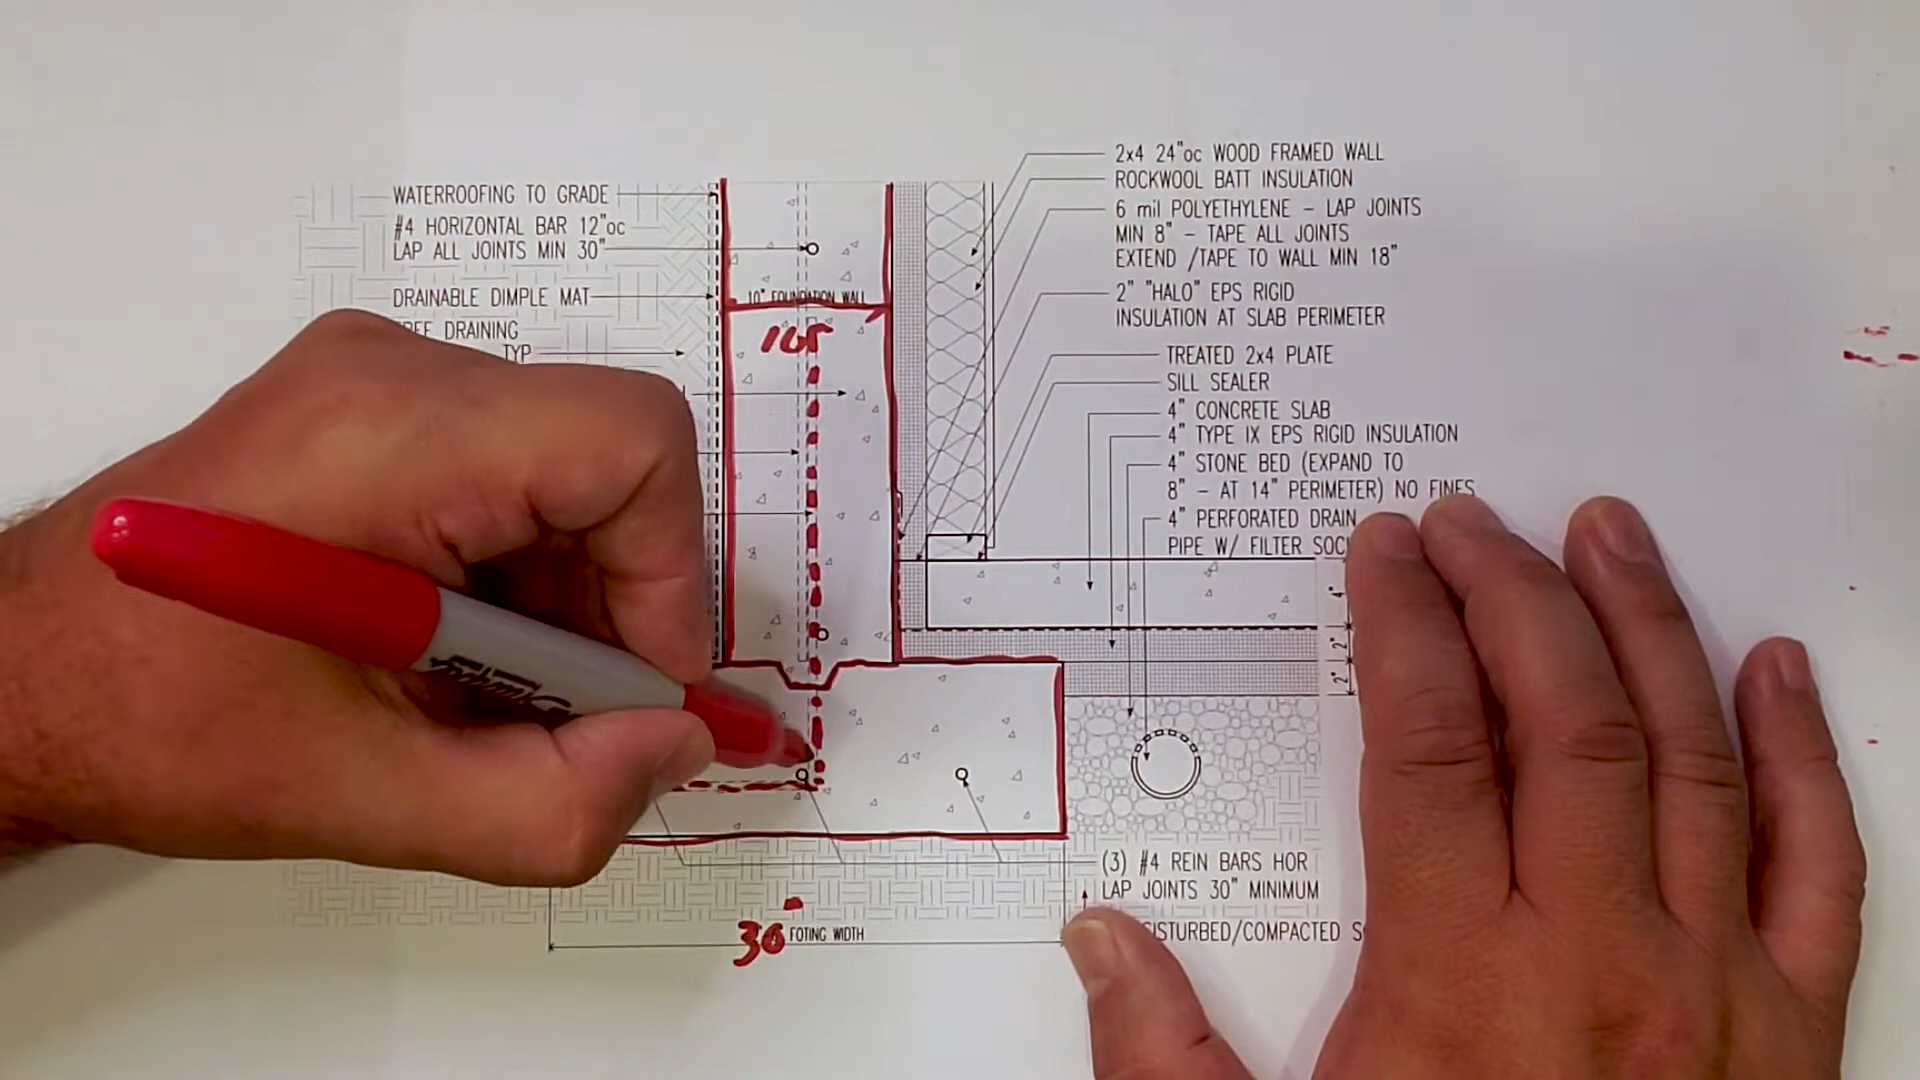 WATERROOFING TO GRADE
#4 HORIZONTAL BAR 12"oc
LAP ALL JOINTS MIN 30"
DRAINABLE DIMPLE MAT
DRAINING
TYP
10" FOUNDATION WALL
2x4 24"oc WOOD FRAMED WALL
ROCKWOOL BATT INSULATION
6 mil POLYETHYLENE - LAP JOINTS
MIN 8" - TAPE ALL JOINTS
EXTEND /TAPE TO WALL MIN 18"
2" "HALO" EPS RIGID
INSULATION AT SLAB PERIMETER
TREATED 2x4 PLATE
SILL SEALER
4" CONCRETE SLAB
4" TYPE IX EPS RIGID INSULATION
4" STONE BED (EXPAND TO
8" - AT 14" PERIMETER) NO FINES
4" PERFORATED DRAIN
PIPE W/ FILTER
4"
2"
2"
Sharpie
(3) #4 REIN BARS HOR
LAP JOINTS 30" MINIMUM
30" FOTING WIDTH